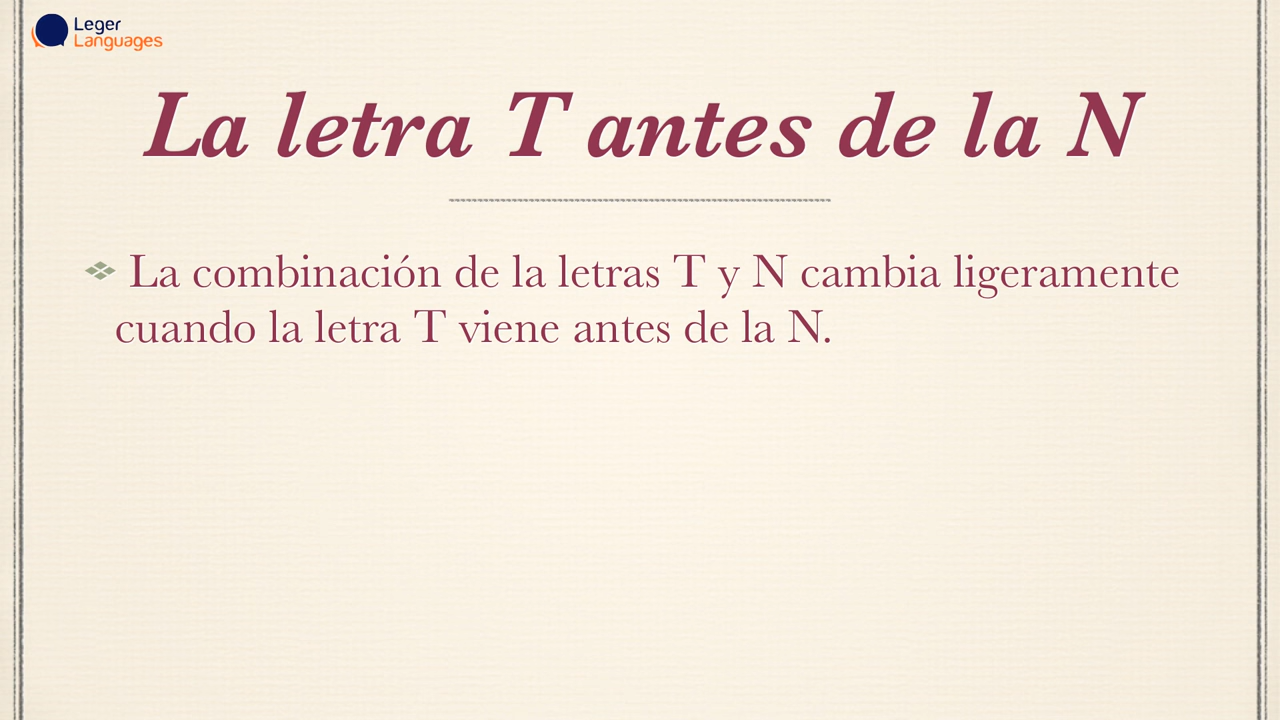 Leger
Languages
La letra T antes de la N
La combinación de la letras T y N cambia ligeramente
cuando la letra T viene antes de la N.